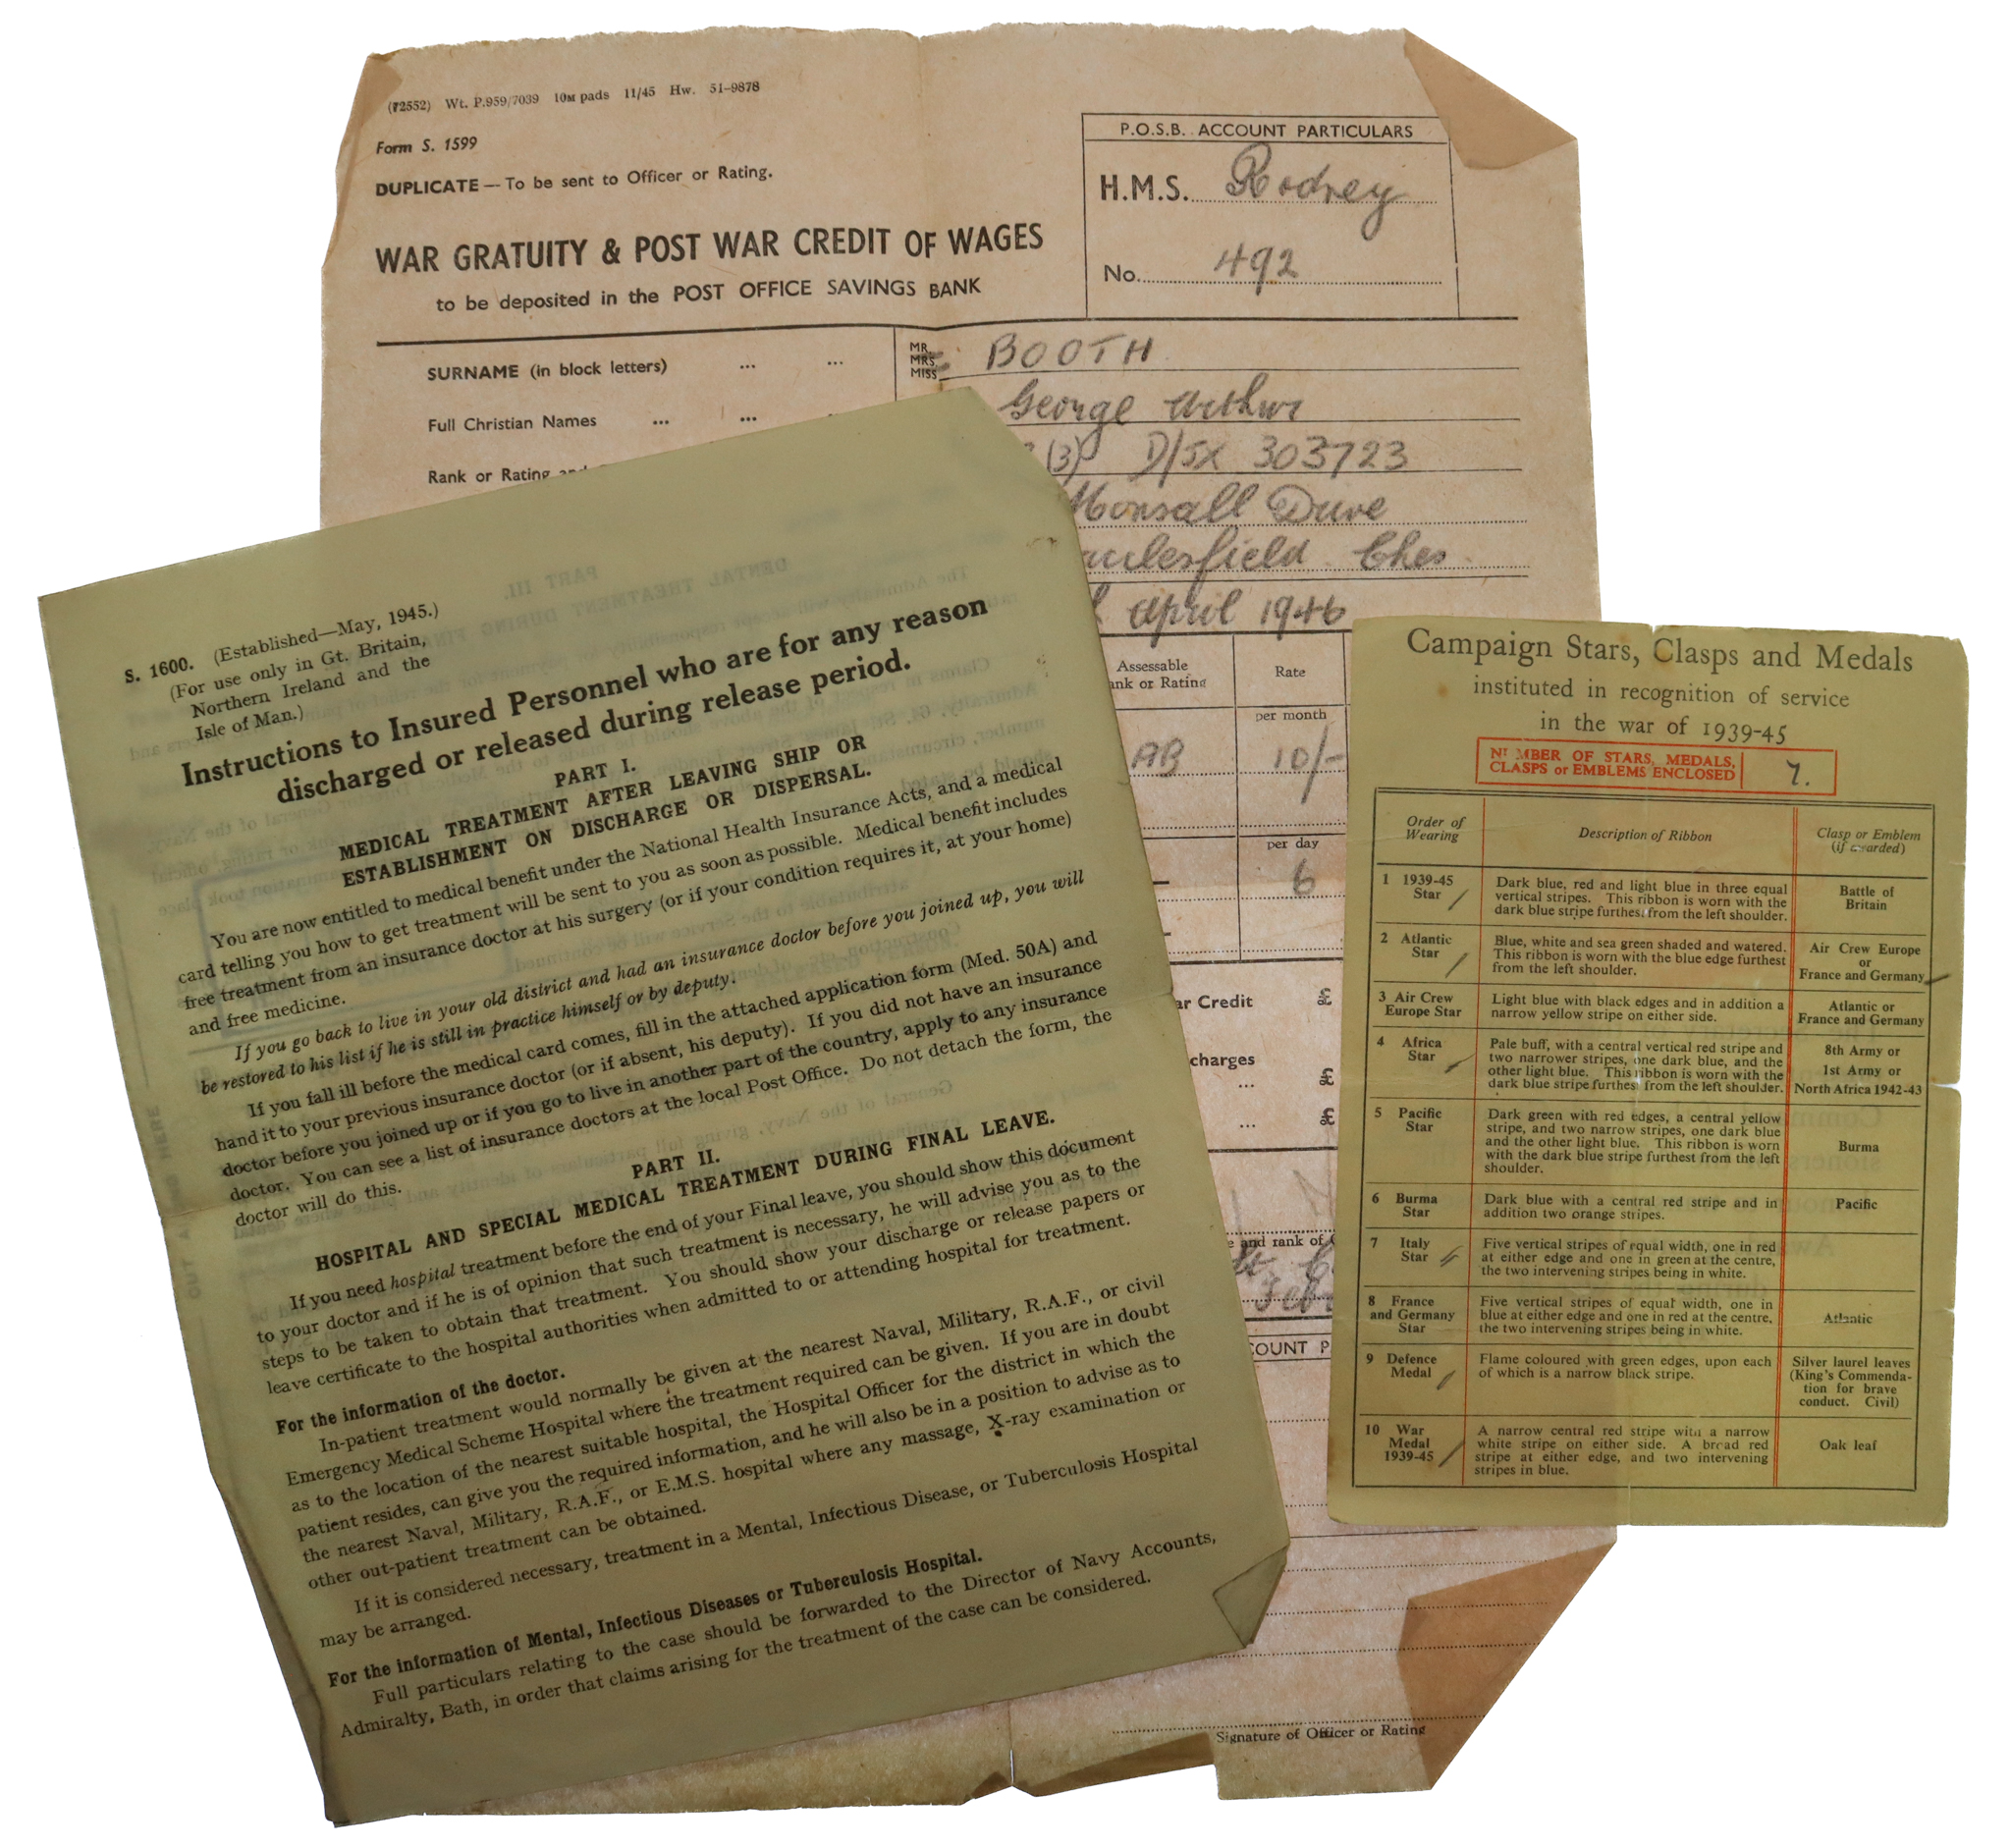 (72552) Wt. P.959/7039 10M pads 11/45 Hw. 51-9878
Form S. 1599
DUPLICATE — To be sent to Officer or Rating.
WAR GRATUITY & POST WAR CREDIT OF WAGES
to be deposited in the POST OFFICE SAVINGS BANK
P.O.S.B. ACCOUNT PARTICULARS
H.M.S. Rodney
No. 492
SURNAME (in block letters) ... ... MR. MRS. MISS BOOTH
Full Christian Names ... ... George Arthur
Rank or Rating (3) D/JX 303723
Monsall Drive
Ches
April 1946
Assessable
Rank or Rating
Rate
per month
AB 10/-
per day
6
Credit £
charges
... £
... £
and rank of
Feb
Signature of Officer or Rating
S. 1600. (Established—May, 1945.)
(For use only in Gt. Britain,
Northern Ireland and the
Isle of Man.)
Instructions to Insured Personnel who are for any reason
discharged or released during release period.
PART I.
MEDICAL TREATMENT AFTER LEAVING SHIP OR
ESTABLISHMENT ON DISCHARGE OR DISPERSAL.
You are now entitled to medical benefit under the National Health Insurance Acts, and a medical
card telling you how to get treatment will be sent to you as soon as possible. Medical benefit includes
free treatment from an insurance doctor at his surgery (or if your condition requires it, at your home)
and free medicine.
If you go back to live in your old district and had an insurance doctor before you joined up, you will
be restored to his list if he is still in practice himself or by deputy.
If you fall ill before the medical card comes, fill in the attached application form (Med. 50A) and
hand it to your previous insurance doctor (or if absent, his deputy). If you did not have an insurance
doctor before you joined up or if you go to live in another part of the country, apply to any insurance
doctor. You can see a list of insurance doctors at the local Post Office. Do not detach the form, the
doctor will do this.
PART II.
HOSPITAL AND SPECIAL MEDICAL TREATMENT DURING FINAL LEAVE.
If you need hospital treatment before the end of your Final leave, you should show this document
to your doctor and if he is of opinion that such treatment is necessary, he will advise you as to the
steps to be taken to obtain that treatment. You should show your discharge or release papers or
leave certificate to the hospital authorities when admitted to or attending hospital for treatment.
For the information of the doctor.
In-patient treatment would normally be given at the nearest Naval, Military, R.A.F., or civil
Emergency Medical Scheme Hospital where the treatment required can be given. If you are in doubt
as to the location of the nearest suitable hospital, the Hospital Officer for the district in which the
patient resides, can give you the required information, and he will also be in a position to advise as to
the nearest Naval, Military, R.A.F., or E.M.S. hospital where any massage, X-ray examination or
other out-patient treatment can be obtained.
If it is considered necessary, treatment in a Mental, Infectious Disease, or Tuberculosis Hospital
may be arranged.
For the information of Mental, Infectious Diseases or Tuberculosis Hospital.
Full particulars relating to the case should be forwarded to the Director of Navy Accounts,
Admiralty, Bath, in order that claims arising for the treatment of the case can be considered.
Campaign Stars, Clasps and Medals
instituted in recognition of service
in the war of 1939-45
NUMBER OF STARS, MEDALS,
CLASPS or EMBLEMS ENCLOSED 7.
Order of
Wearing
Description of Ribbon
Clasp or Emblem
(if awarded)
1 1939-45
Star
Dark blue, red and light blue in three equal
vertical stripes. This ribbon is worn with the
dark blue stripe furthest from the left shoulder.
Battle of
Britain
2 Atlantic
Star
Blue, white and sea green shaded and watered.
This ribbon is worn with the blue edge furthest
from the left shoulder.
Air Crew Europe
or
France and Germany
3 Air Crew
Europe Star
Light blue with black edges and in addition a
narrow yellow stripe on either side.
Atlantic or
France and Germany
4 Africa
Star
Pale buff, with a central vertical red stripe and
two narrower stripes, one dark blue, and the
other light blue. This ribbon is worn with the
dark blue stripe furthest from the left shoulder.
8th Army or
1st Army or
North Africa 1942-43
5 Pacific
Star
Dark green with red edges, a central yellow
stripe, and two narrow stripes, one dark blue
and the other light blue. This ribbon is worn
with the dark blue stripe furthest from the left
shoulder.
Burma
6 Burma
Star
Dark blue with a central red stripe and in
addition two orange stripes.
Pacific
7 Italy
Star
Five vertical stripes of equal width, one in red
at either edge and one in green at the centre,
the two intervening stripes being in white.
8 France
and Germany
Star
Five vertical stripes of equal width, one in
blue at either edge and one in red at the centre,
the two intervening stripes being in white.
Atlantic
9 Defence
Medal
Flame coloured with green edges, upon each
of which is a narrow black stripe.
Silver laurel leaves
(King's Commenda-
tion for brave
conduct. Civil)
10 War
Medal
1939-45
A narrow central red stripe with a narrow
white stripe on either side. A broad red
stripe at either edge, and two intervening
stripes in blue.
Oak leaf